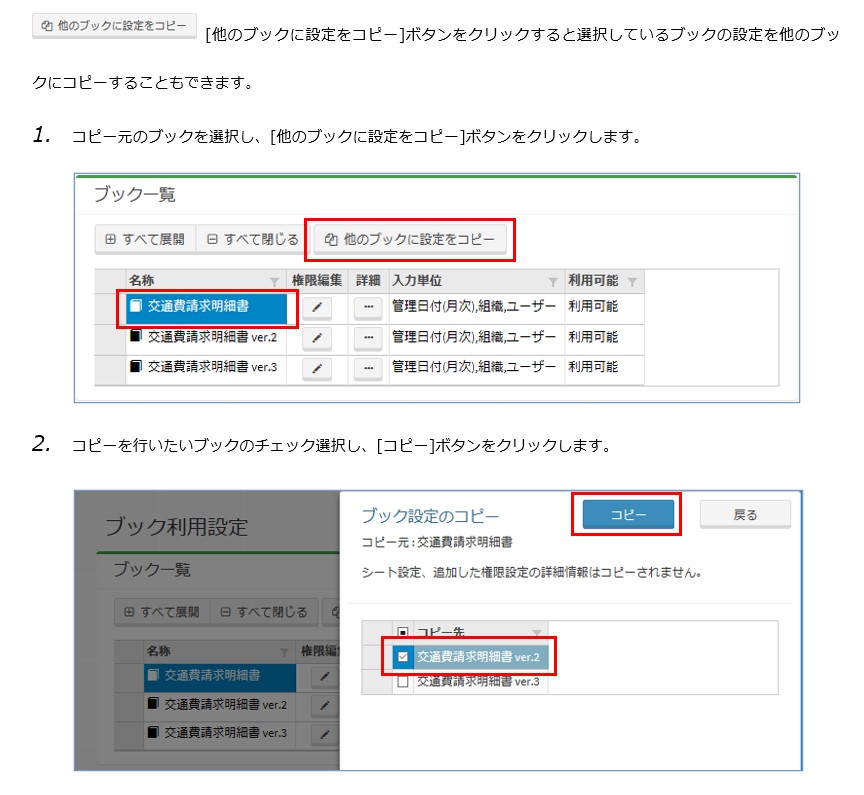 他のブックに設定をコピー [他のブックに設定をコピー]ボタンをクリックすると選択しているブックの設定を他のブッ
クにコピーすることもできます。
1. コピー元のブックを選択し、[他のブックに設定をコピー]ボタンをクリックします。
ブック一覧
すべて展開 すべて閉じる 他のブックに設定をコピー
名称 権限編集 詳細 入力単位 利用可能
交通費請求明細書 管理日付(月次),組織,ユーザー 利用可能
交通費請求明細書 ver.2 管理日付(月次),組織,ユーザー 利用可能
交通費請求明細書 ver.3 管理日付(月次),組織,ユーザー 利用可能
2. コピーを行いたいブックのチェック選択し、[コピー]ボタンをクリックします。
ブック利用設定
ブック一覧
すべて展開 すべて閉じる
名称 権限編
交通費請求明細書
交通費請求明細書 ver.2
交通費請求明細書 ver.3
ブック設定のコピー コピー 戻る
コピー元 : 交通費請求明細書
シート設定、追加した権限設定の詳細情報はコピーされません。
コピー先
交通費請求明細書 ver.2
交通費請求明細書 ver.3